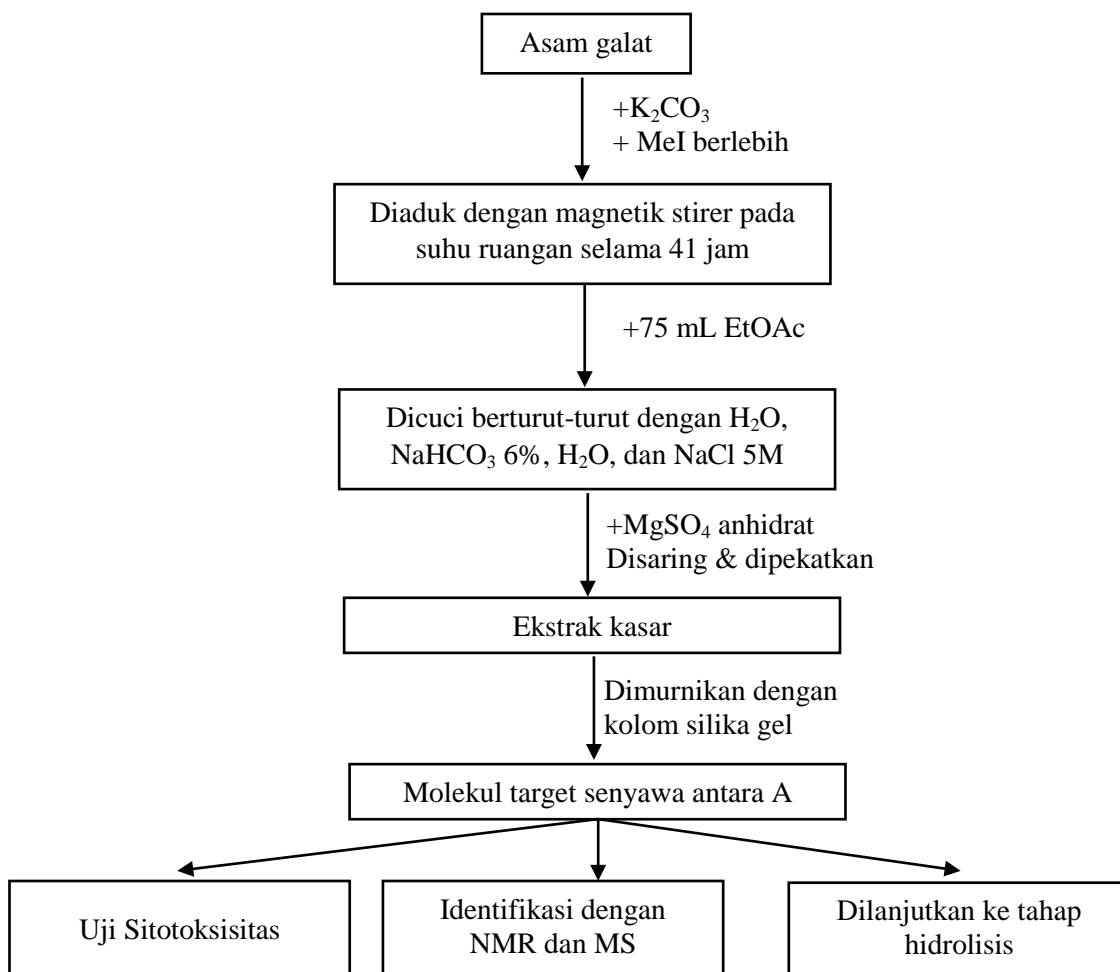 Asam galat
+K₂CO₃
+ MeI berlebih
Diaduk dengan magnetik stirer pada
suhu ruangan selama 41 jam
+75 mL EtOAc
Dicuci berturut-turut dengan H₂O,
NaHCO₃ 6%, H₂O, dan NaCl 5M
+MgSO₄ anhidrat
Disaring & dipekatkan
Ekstrak kasar
Dimurnikan dengan
kolom silika gel
Molekul target senyawa antara A
Uji Sitotoksisitas
Identifikasi dengan
NMR dan MS
Dilanjutkan ke tahap
hidrolisis